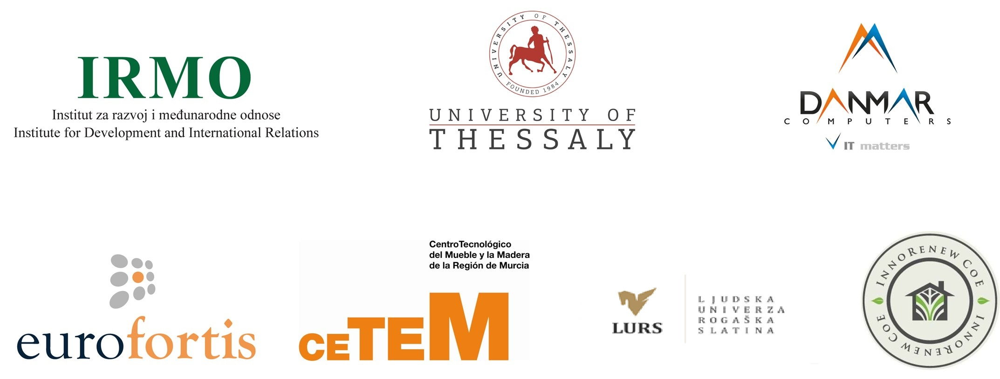 IRMO
Institut za razvoj i međunarodne odnose
Institute for Development and International Relations
UNIVERSITY OF THESSALY
FOUNDED 1984
UNIVERSITY OF
THESSALY
DANMAR
COMPUTERS
IT matters
eurofortis
CentroTecnológico
del Mueble y la Madera
de la Región de Murcia
CETEM
LURS
LJUDSKA
UNIVERZA
ROGAŠKA
SLATINA
INNORENEW COE
INNORENEW COE